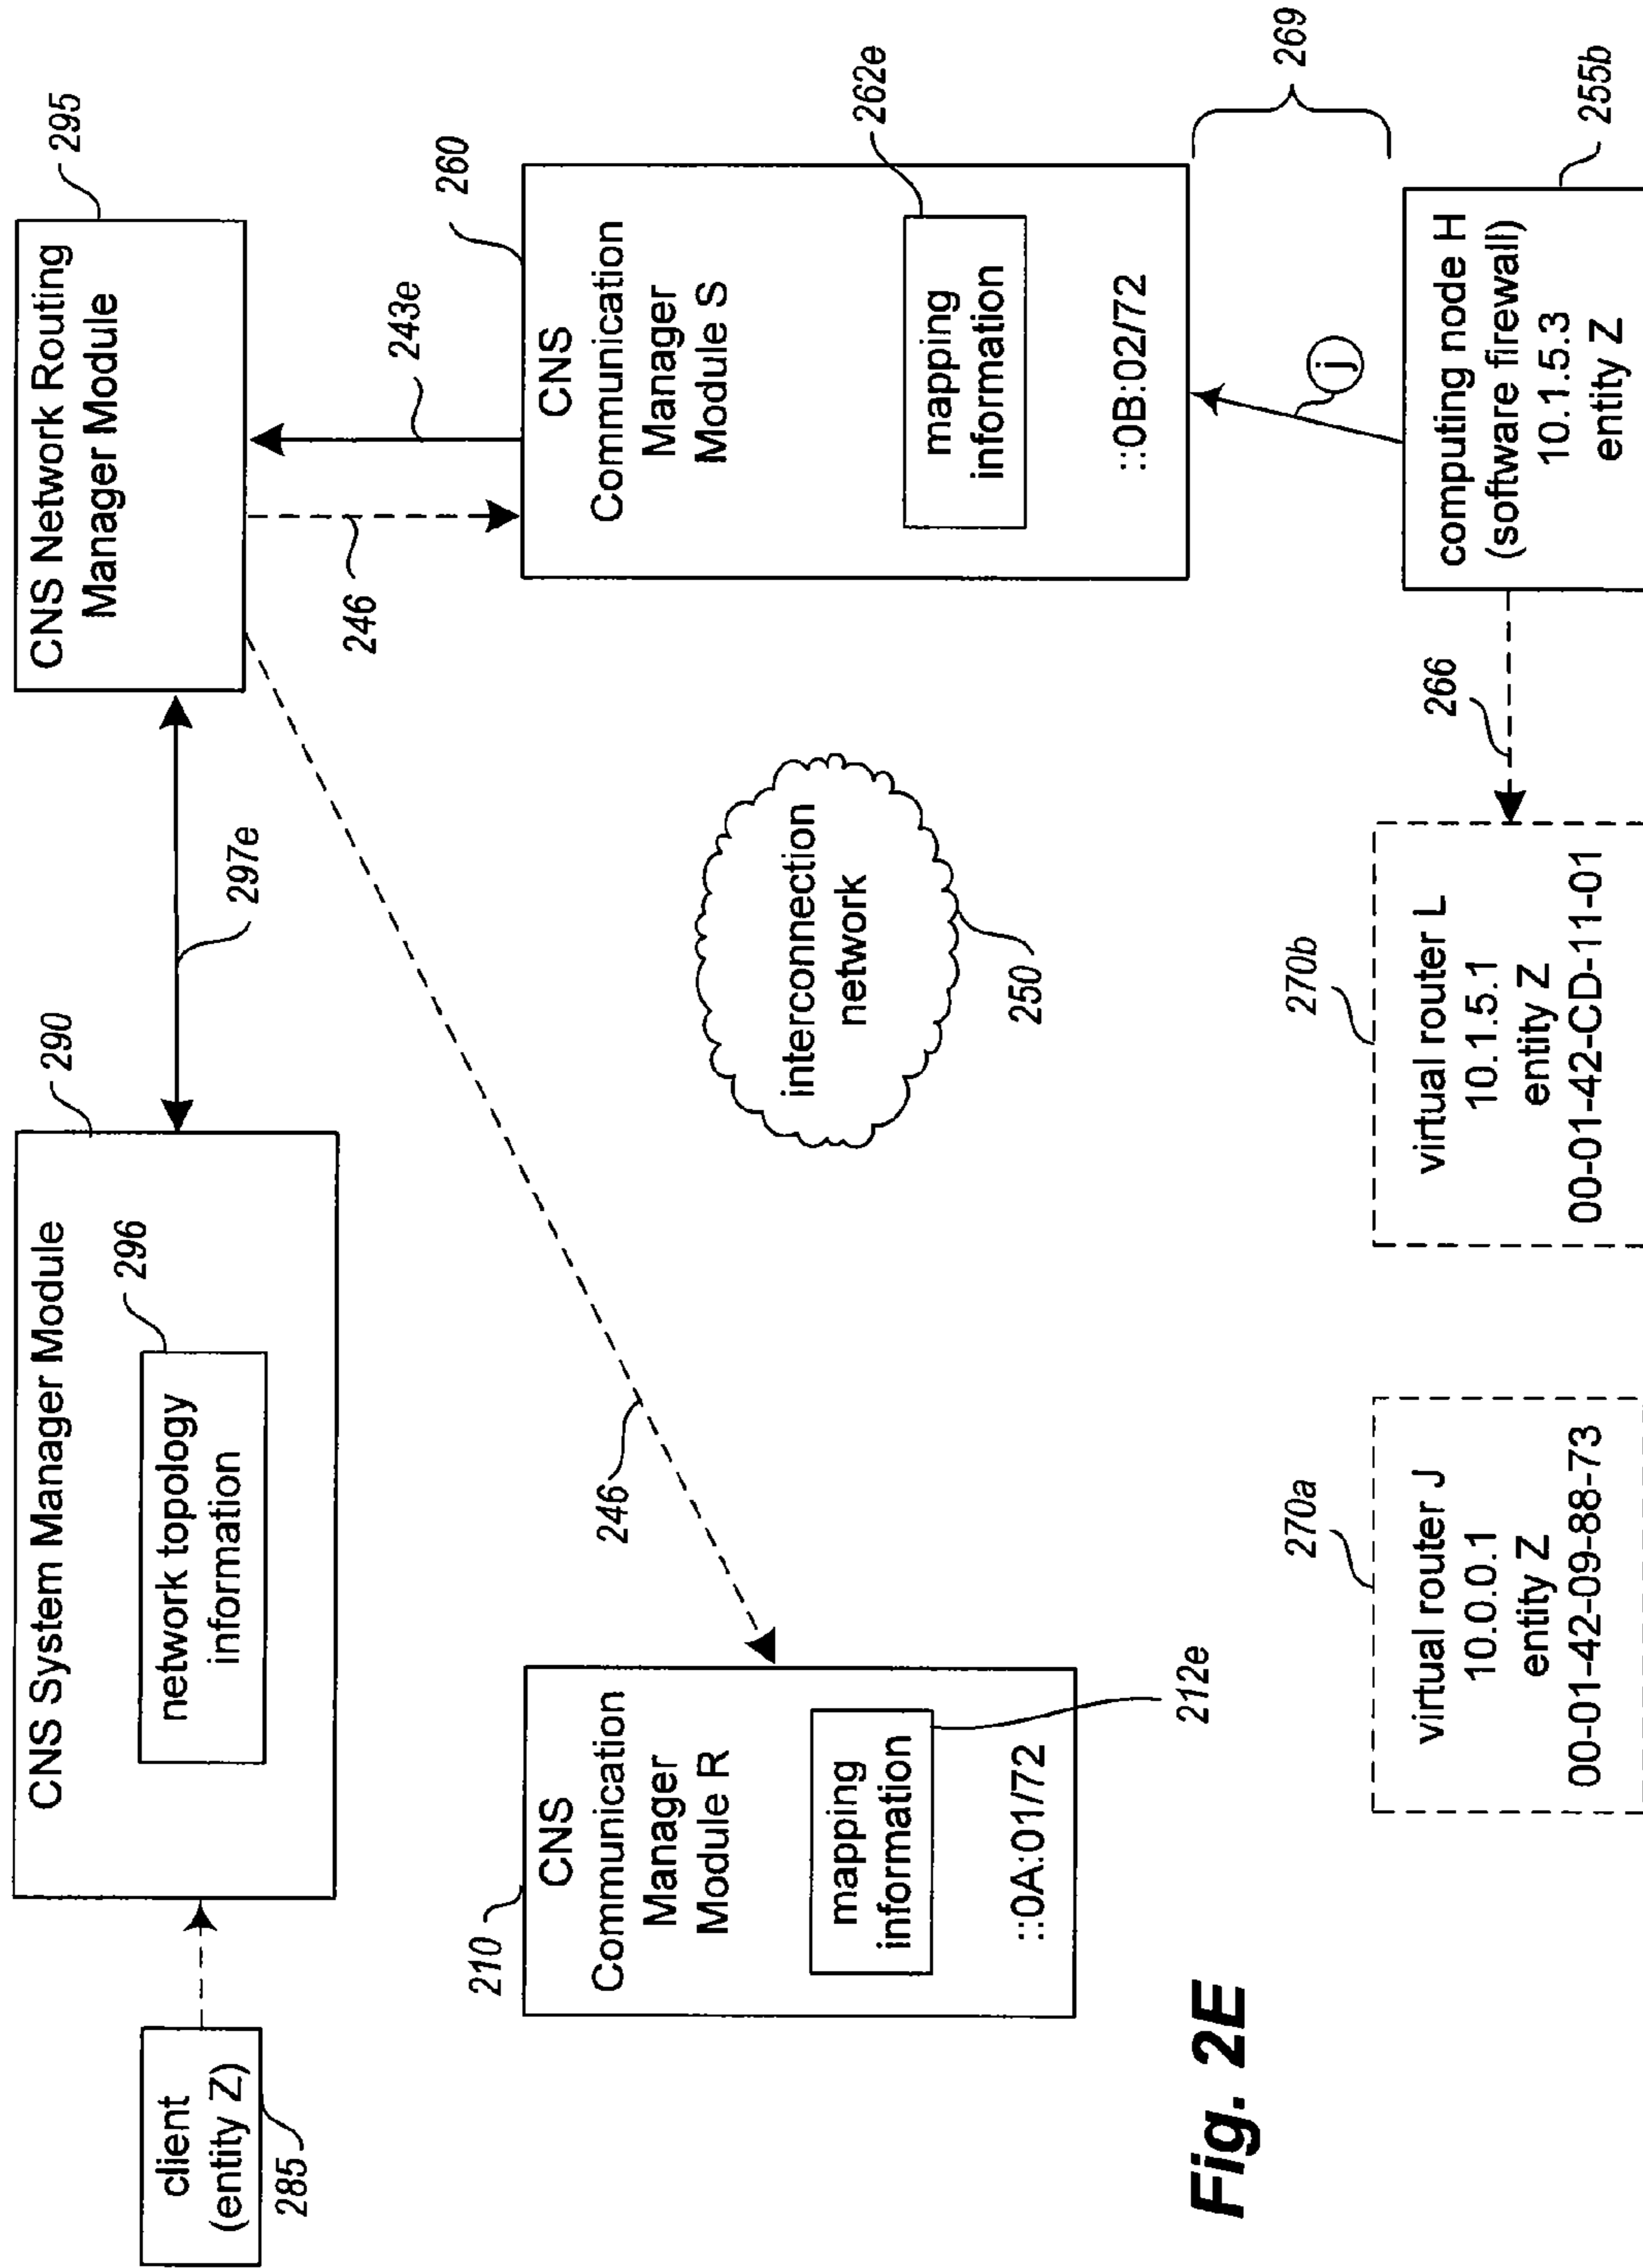 client
(entity Z)
285
CNS System Manager Module
290
network topology
information
296
297e
CNS Network Routing
Manager Module
295
246
246
243e
210
CNS
Communication
Manager
Module R
mapping
information
212e
::0A:01/72
interconnection
network
250
CNS
Communication
Manager
Module S
260
mapping
information
262e
::0B:02/72
269
j
Fig. 2E
virtual router J
10.0.0.1
entity Z
00-01-42-09-88-73
270a
virtual router L
10.1.5.1
entity Z
00-01-42-CD-11-01
270b
266
computing node H
(software firewall)
10.1.5.3
entity Z
255b